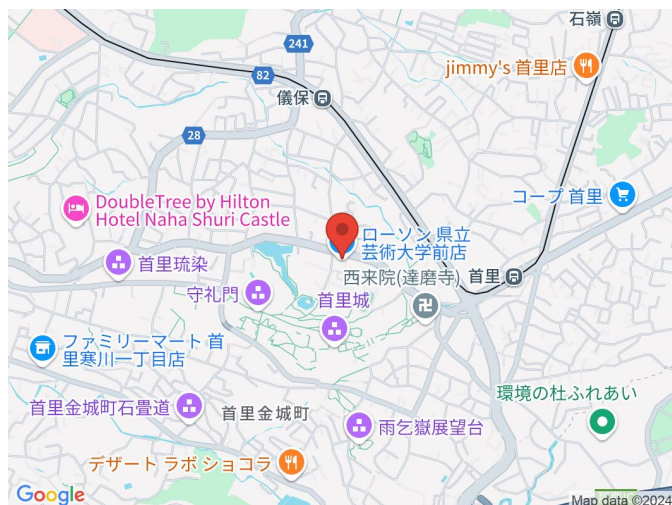 石嶺
241
jimmy's 首里店
82
儀保
28
DoubleTree by Hilton
Hotel Naha Shuri Castle
コープ 首里
ローソン 県立
芸術大学前店
首里琉染
西来院(達磨寺)
首里
守礼門
首里城
ファミリーマート 首
里寒川一丁目店
環境の杜ふれあい
首里金城町石畳道
首里金城町
雨乞嶽展望台
デザート ラボ ショコラ
Google
Map data ©2024